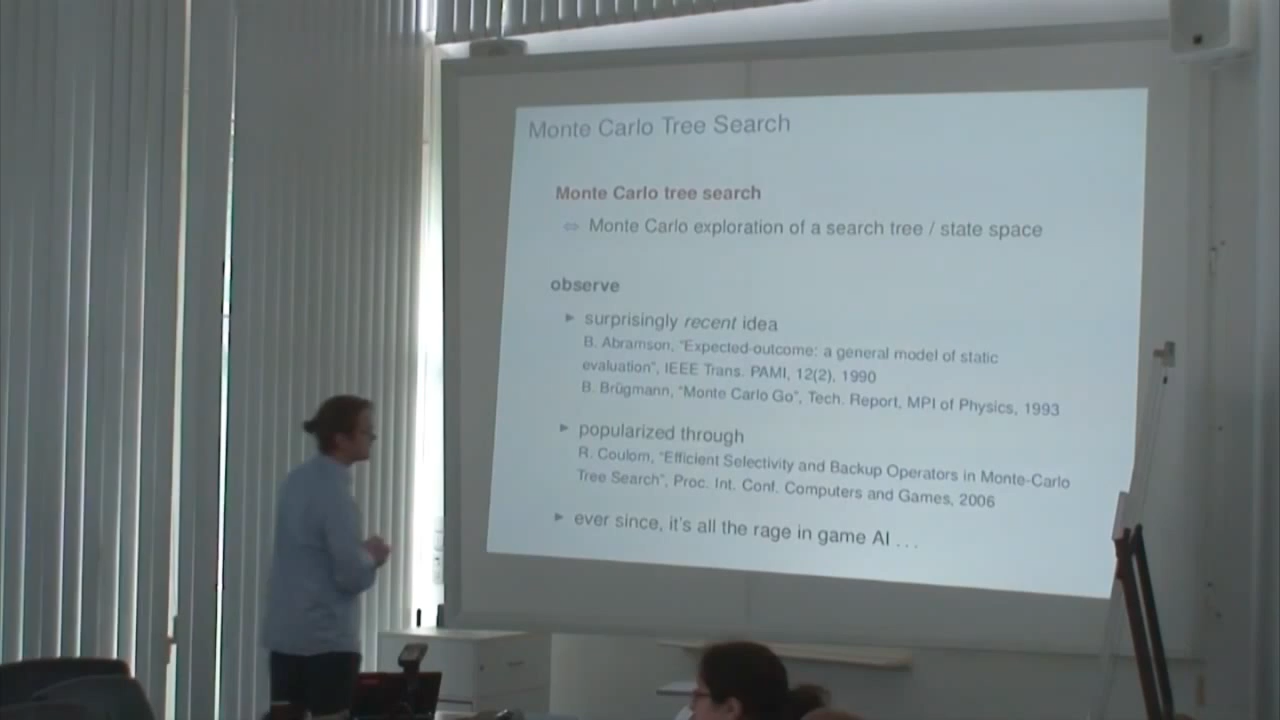 Monte Carlo Tree Search
Monte Carlo tree search
⇔ Monte Carlo exploration of a search tree / state space
observe
► surprisingly recent idea
B. Abramson, "Expected-outcome: a general model of static
evaluation", IEEE Trans. PAMI, 12(2), 1990
B. Brügmann, "Monte Carlo Go", Tech. Report, MPI of Physics, 1993
► popularized through
R. Coulom, "Efficient Selectivity and Backup Operators in Monte-Carlo
Tree Search", Proc. Int. Conf. Computers and Games, 2006
► ever since, it's all the rage in game AI . . .